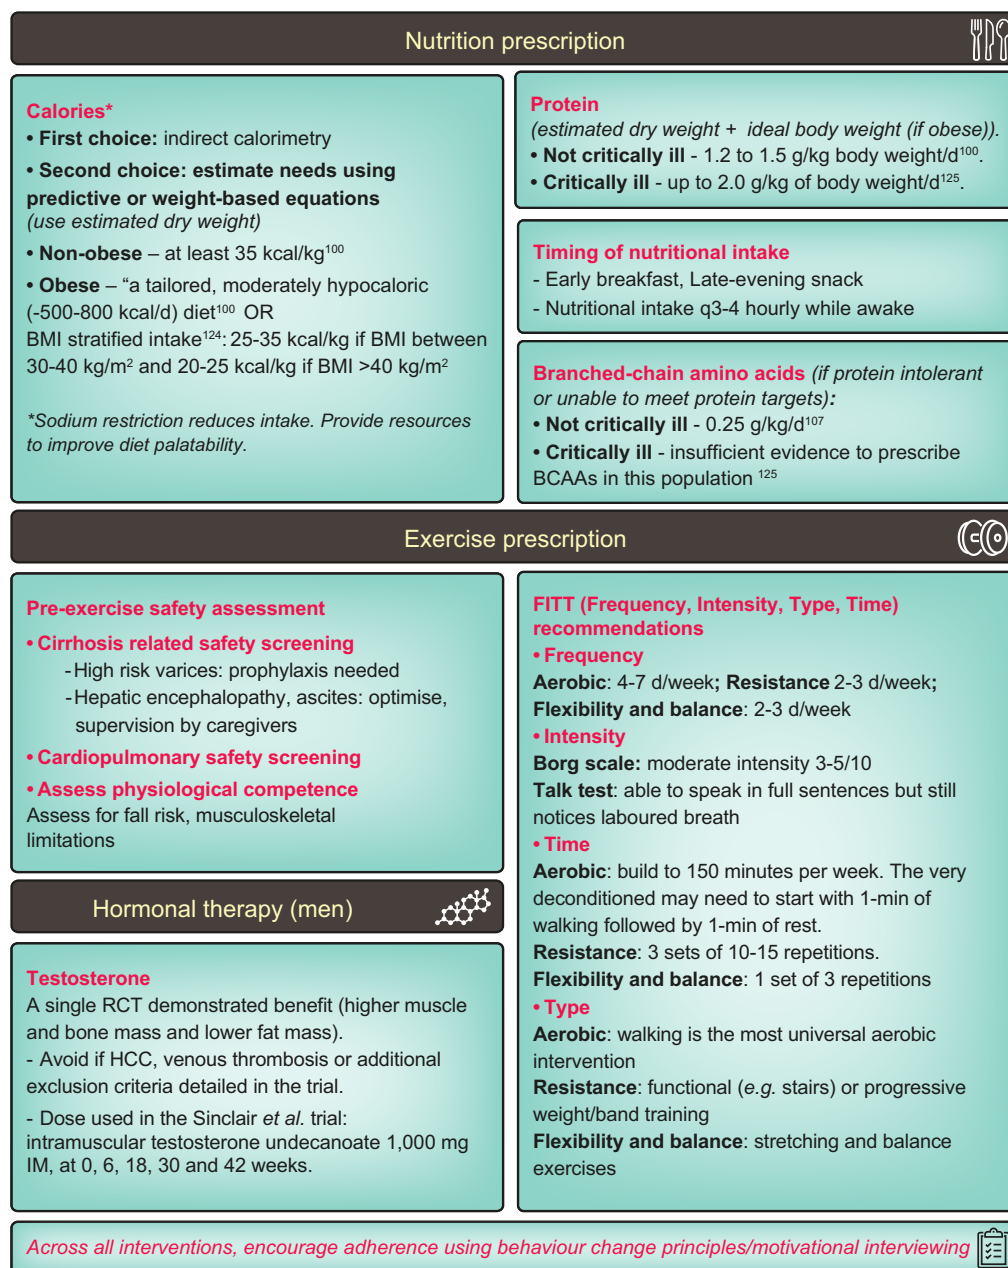 Nutrition prescription
Calories*
• First choice: indirect calorimetry
• Second choice: estimate needs using
predictive or weight-based equations
(use estimated dry weight)
• Non-obese – at least 35 kcal/kg¹⁰⁰
• Obese – “a tailored, moderately hypocaloric
(-500-800 kcal/d) diet¹⁰⁰ OR
BMI stratified intake¹²⁴: 25-35 kcal/kg if BMI between
30-40 kg/m² and 20-25 kcal/kg if BMI >40 kg/m²
*Sodium restriction reduces intake. Provide resources
to improve diet palatability.
Protein
(estimated dry weight + ideal body weight (if obese)).
• Not critically ill - 1.2 to 1.5 g/kg body weight/d¹⁰⁰.
• Critically ill - up to 2.0 g/kg of body weight/d¹²⁵.
Timing of nutritional intake
- Early breakfast, Late-evening snack
- Nutritional intake q3-4 hourly while awake
Branched-chain amino acids (if protein intolerant
or unable to meet protein targets):
• Not critically ill - 0.25 g/kg/d¹⁰⁷
• Critically ill - insufficient evidence to prescribe
BCAAs in this population ¹²⁵
Exercise prescription
Pre-exercise safety assessment
• Cirrhosis related safety screening
- High risk varices: prophylaxis needed
- Hepatic encephalopathy, ascites: optimise,
supervision by caregivers
• Cardiopulmonary safety screening
• Assess physiological competence
Assess for fall risk, musculoskeletal
limitations
Hormonal therapy (men)
Testosterone
A single RCT demonstrated benefit (higher muscle
and bone mass and lower fat mass).
- Avoid if HCC, venous thrombosis or additional
exclusion criteria detailed in the trial.
- Dose used in the Sinclair et al. trial:
intramuscular testosterone undecanoate 1,000 mg
IM, at 0, 6, 18, 30 and 42 weeks.
FITT (Frequency, Intensity, Type, Time)
recommendations
• Frequency
Aerobic: 4-7 d/week; Resistance 2-3 d/week;
Flexibility and balance: 2-3 d/week
• Intensity
Borg scale: moderate intensity 3-5/10
Talk test: able to speak in full sentences but still
notices laboured breath
• Time
Aerobic: build to 150 minutes per week. The very
deconditioned may need to start with 1-min of
walking followed by 1-min of rest.
Resistance: 3 sets of 10-15 repetitions.
Flexibility and balance: 1 set of 3 repetitions
• Type
Aerobic: walking is the most universal aerobic
intervention
Resistance: functional (e.g. stairs) or progressive
weight/band training
Flexibility and balance: stretching and balance
exercises
Across all interventions, encourage adherence using behaviour change principles/motivational interviewing